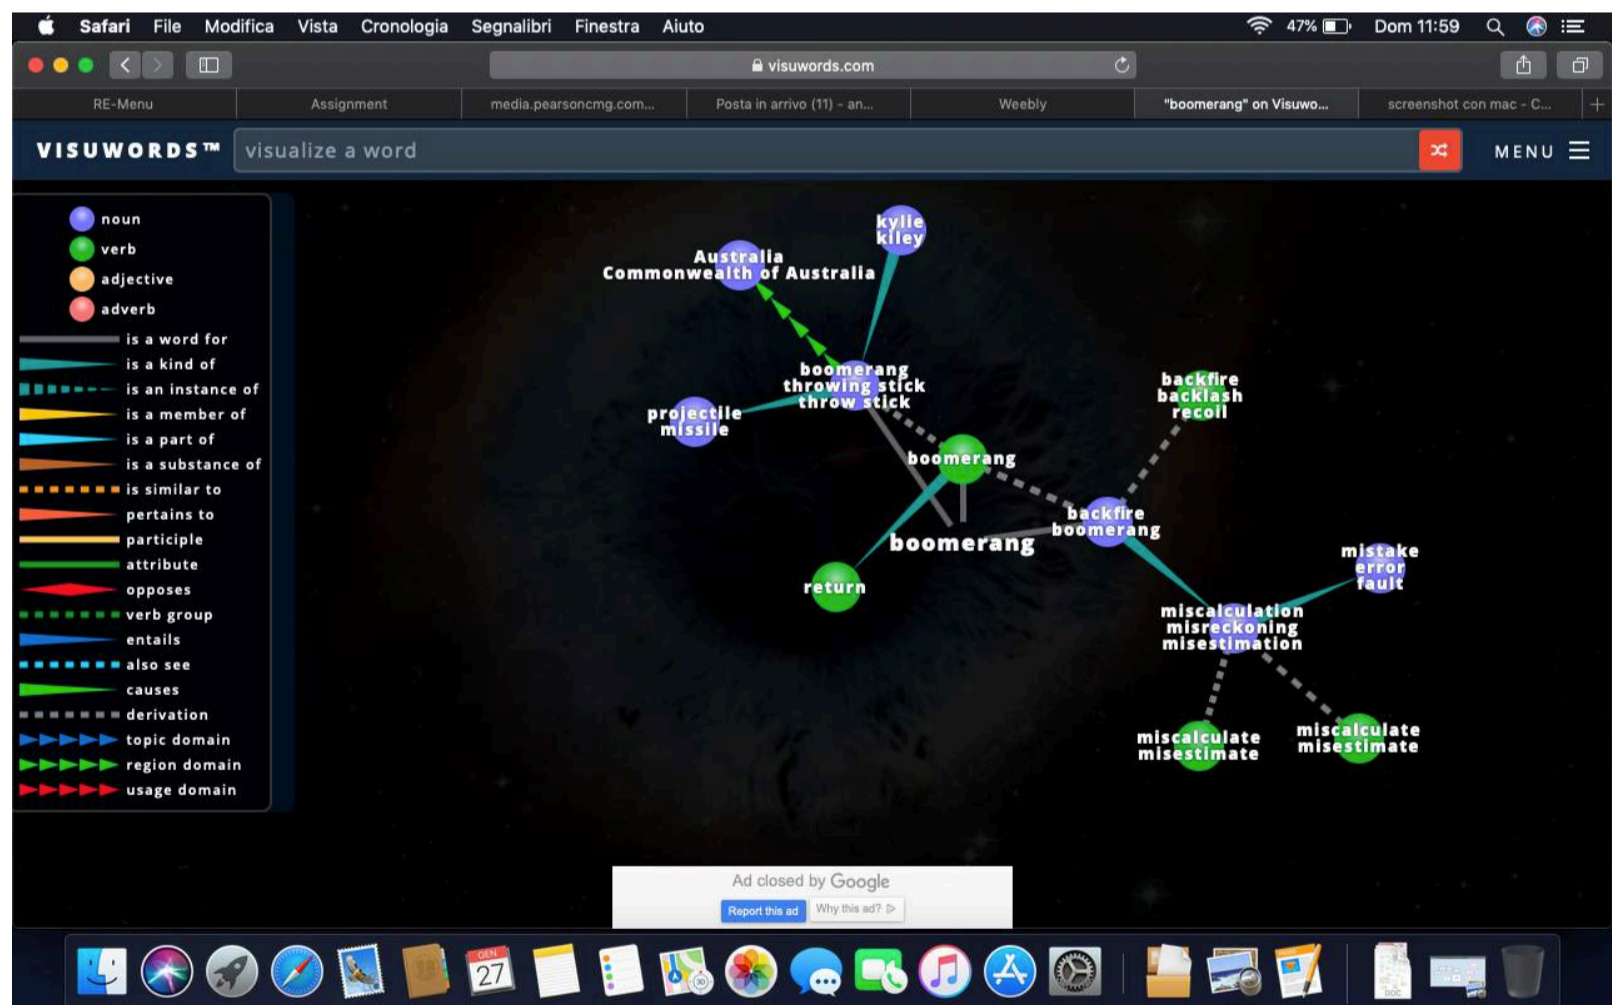 Safari File Modifica Vista Cronologia Segnalibri Finestra Aiuto 47% Dom 11:59
visuwords.com
RE-Menu Assignment media.pearsoncmg.com... Posta in arrivo (11) – an... Weebly "boomerang" on Visuwo... screenshot con mac – C...
VISUWORDS™ visualize a word MENU
noun
verb
adjective
adverb
is a word for
is a kind of
is an instance of
is a member of
is a part of
is a substance of
is similar to
pertains to
participle
attribute
opposes
verb group
entails
also see
causes
derivation
topic domain
region domain
usage domain
kylie
kiley
Australia
Commonwealth of Australia
boomerang
throwing stick
throw stick
projectile
missile
backfire
backlash
recoil
boomerang
backfire
boomerang
boomerang
return
mistake
error
fault
miscalculation
misreckoning
misestimation
miscalculate
misestimate
miscalculate
misestimate
Ad closed by Google
Report this ad Why this ad?
GEN
27
DOC